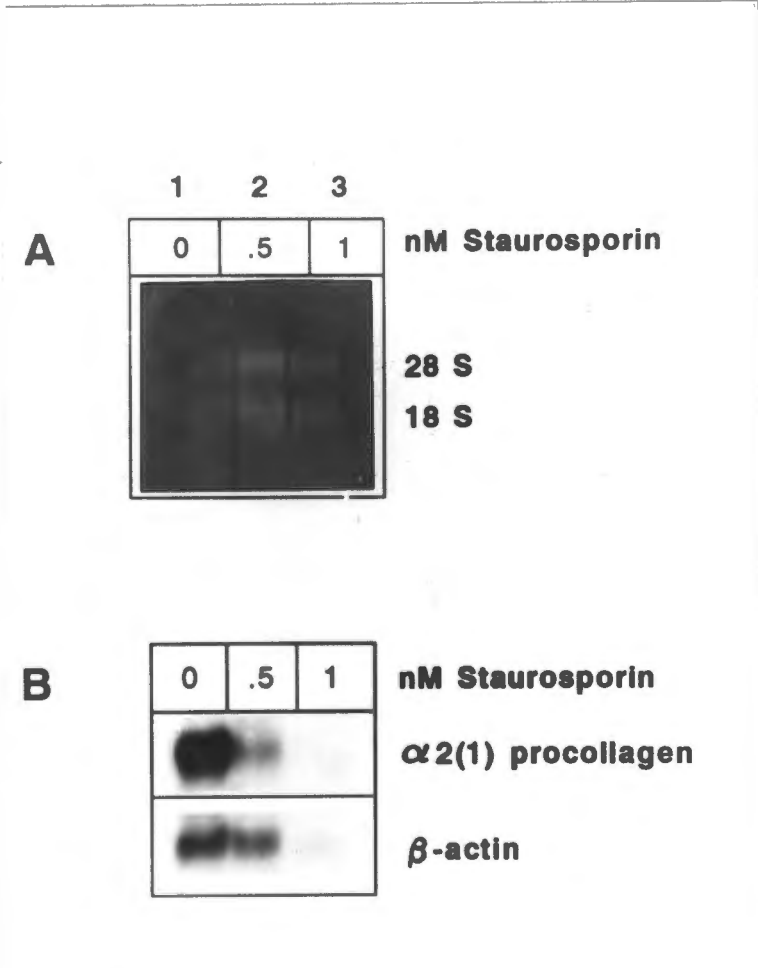 1 2 3
A 0 .5 1 nM Staurosporin
28 S
18 S
B 0 .5 1 nM Staurosporin
α2(1) procollagen
β-actin